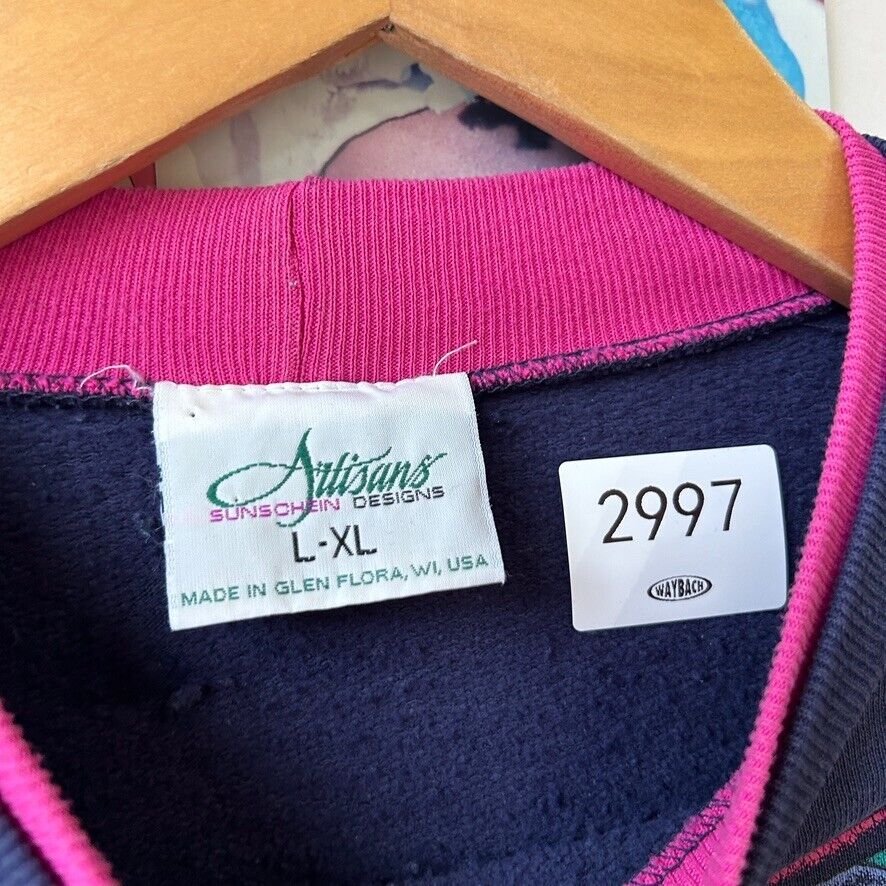 Artisans
SUNSCHEIN DESIGNS
L-XL
MADE IN GLEN FLORA, WI, USA
2997
WAYBACH